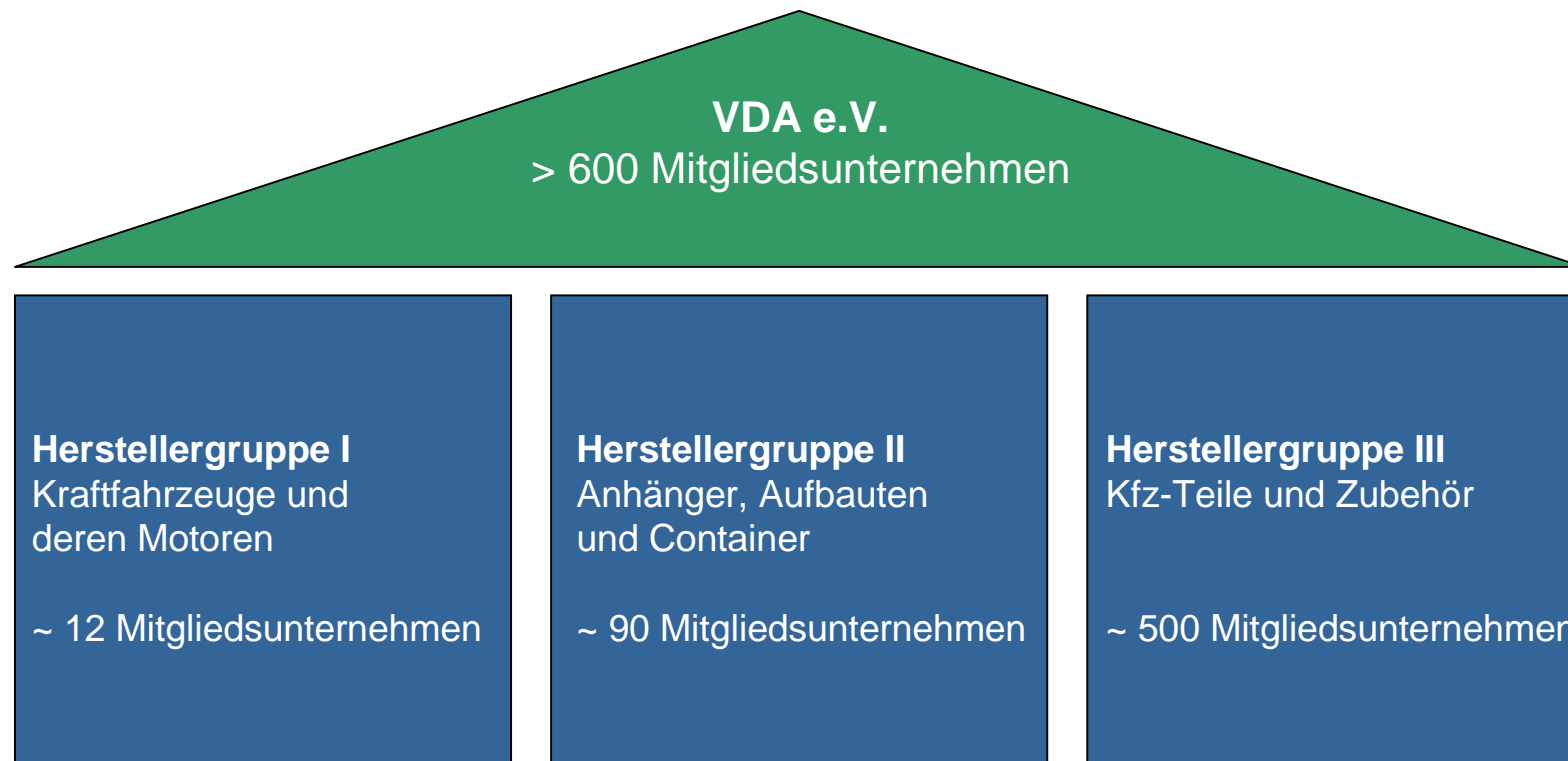 VDA e.V.
> 600 Mitgliedsunternehmen
Herstellergruppe I
Kraftfahrzeuge und
deren Motoren
~ 12 Mitgliedsunternehmen
Herstellergruppe II
Anhänger, Aufbauten
und Container
~ 90 Mitgliedsunternehmen
Herstellergruppe III
Kfz-Teile und Zubehör
~ 500 Mitgliedsunternehmen